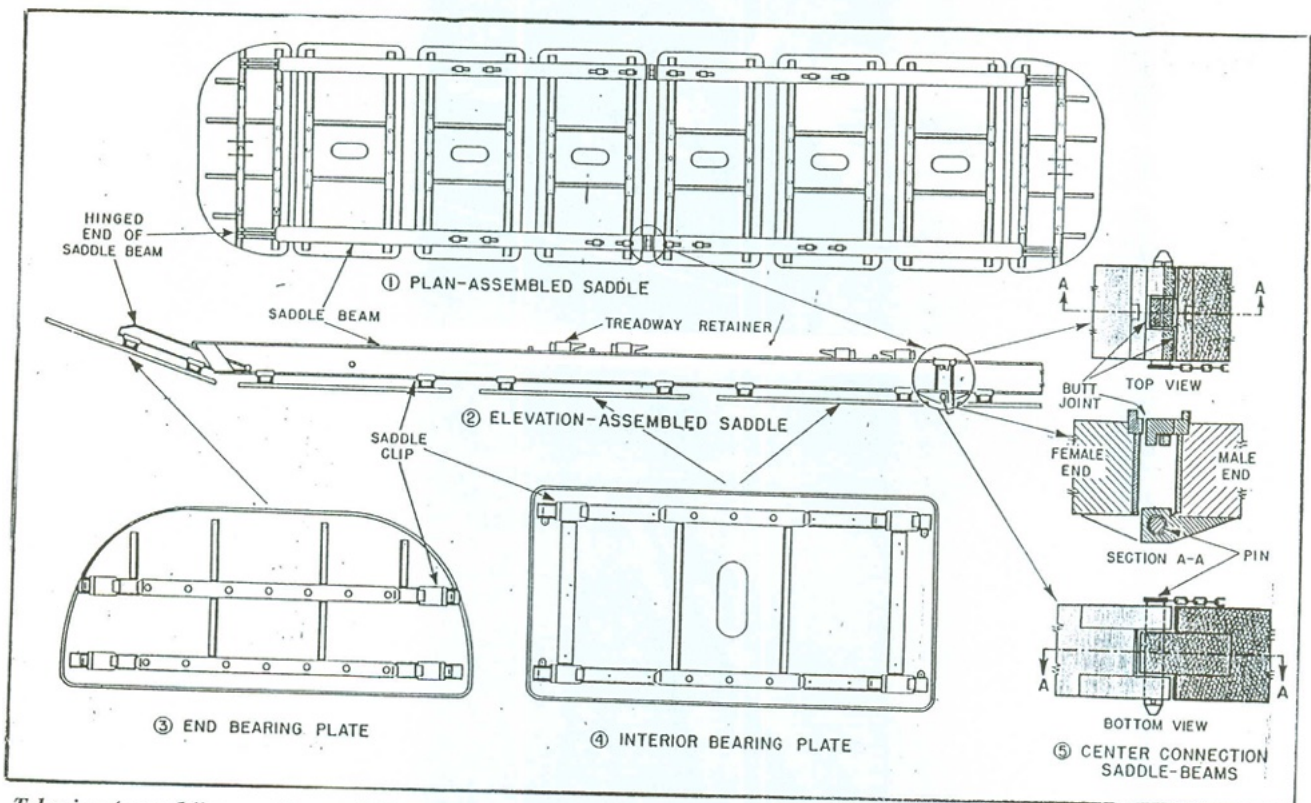 HINGED
END OF
SADDLE BEAM
① PLAN-ASSEMBLED SADDLE
SADDLE BEAM
TREADWAY RETAINER
A
A
BUTT
JOINT
TOP VIEW
② ELEVATION-ASSEMBLED SADDLE
SADDLE
CLIP
FEMALE
END
MALE
END
SECTION A-A
PIN
A
A
BOTTOM VIEW
③ END BEARING PLATE
④ INTERIOR BEARING PLATE
⑤ CENTER CONNECTION
SADDLE-BEAMS